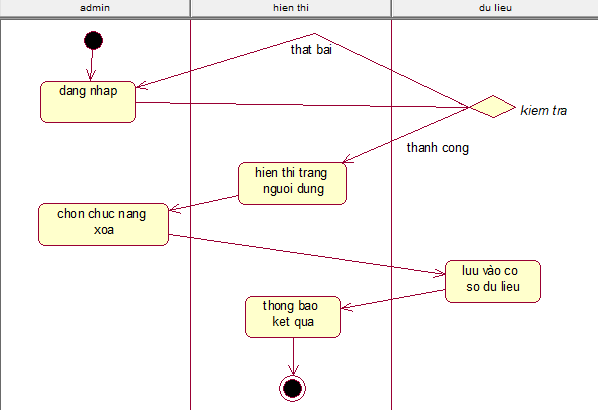 admin
hien thi
du lieu
that bai
dang nhap
kiem tra
thanh cong
hien thi trang
nguoi dung
chon chuc nang
xoa
luu vào co
so du lieu
thong bao
ket qua